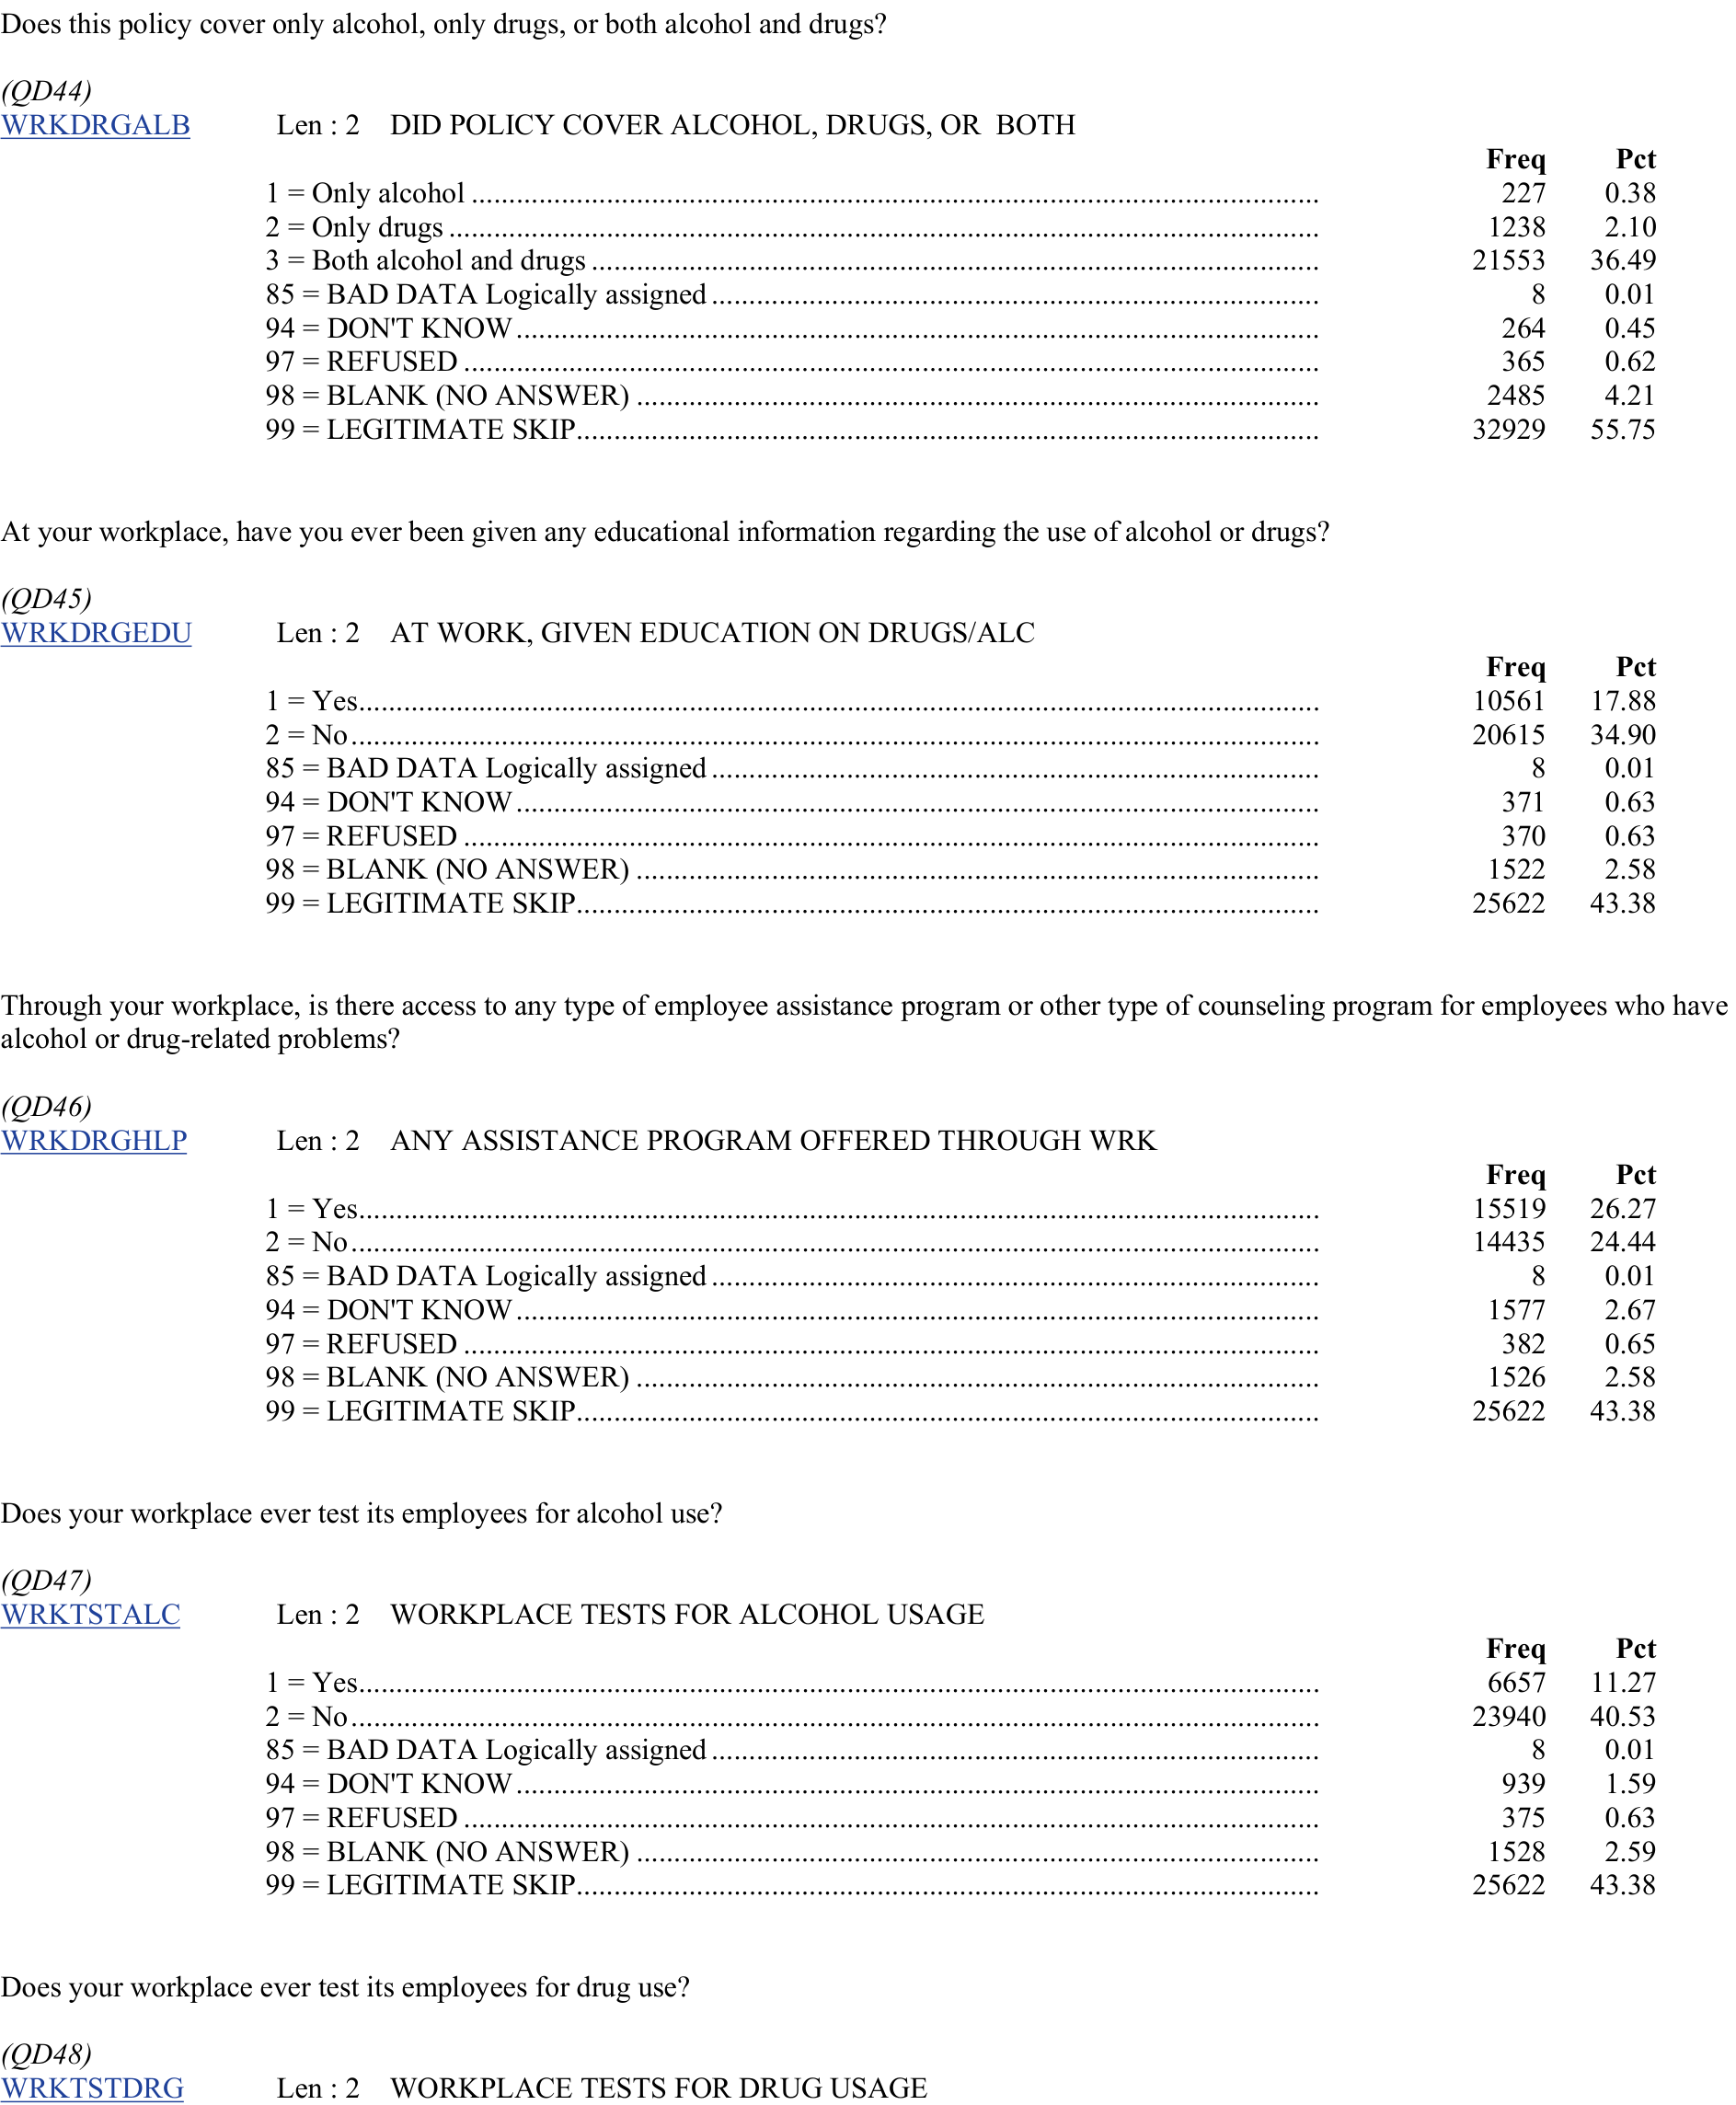 Does this policy cover only alcohol, only drugs, or both alcohol and drugs?
(QD44)
WRKDRGALB Len : 2 DID POLICY COVER ALCOHOL, DRUGS, OR BOTH
Freq Pct
1 = Only alcohol ........ 227 0.38
2 = Only drugs ........ 1238 2.10
3 = Both alcohol and drugs ........ 21553 36.49
85 = BAD DATA Logically assigned ........ 8 0.01
94 = DON'T KNOW ........ 264 0.45
97 = REFUSED ........ 365 0.62
98 = BLANK (NO ANSWER) ........ 2485 4.21
99 = LEGITIMATE SKIP ........ 32929 55.75
At your workplace, have you ever been given any educational information regarding the use of alcohol or drugs?
(QD45)
WRKDRGEDU Len : 2 AT WORK, GIVEN EDUCATION ON DRUGS/ALC
Freq Pct
1 = Yes ........ 10561 17.88
2 = No ........ 20615 34.90
85 = BAD DATA Logically assigned ........ 8 0.01
94 = DON'T KNOW ........ 371 0.63
97 = REFUSED ........ 370 0.63
98 = BLANK (NO ANSWER) ........ 1522 2.58
99 = LEGITIMATE SKIP ........ 25622 43.38
Through your workplace, is there access to any type of employee assistance program or other type of counseling program for employees who have
alcohol or drug-related problems?
(QD46)
WRKDRGHLP Len : 2 ANY ASSISTANCE PROGRAM OFFERED THROUGH WRK
Freq Pct
1 = Yes ........ 15519 26.27
2 = No ........ 14435 24.44
85 = BAD DATA Logically assigned ........ 8 0.01
94 = DON'T KNOW ........ 1577 2.67
97 = REFUSED ........ 382 0.65
98 = BLANK (NO ANSWER) ........ 1526 2.58
99 = LEGITIMATE SKIP ........ 25622 43.38
Does your workplace ever test its employees for alcohol use?
(QD47)
WRKTSTALC Len : 2 WORKPLACE TESTS FOR ALCOHOL USAGE
Freq Pct
1 = Yes ........ 6657 11.27
2 = No ........ 23940 40.53
85 = BAD DATA Logically assigned ........ 8 0.01
94 = DON'T KNOW ........ 939 1.59
97 = REFUSED ........ 375 0.63
98 = BLANK (NO ANSWER) ........ 1528 2.59
99 = LEGITIMATE SKIP ........ 25622 43.38
Does your workplace ever test its employees for drug use?
(QD48)
WRKTSTDRG Len : 2 WORKPLACE TESTS FOR DRUG USAGE